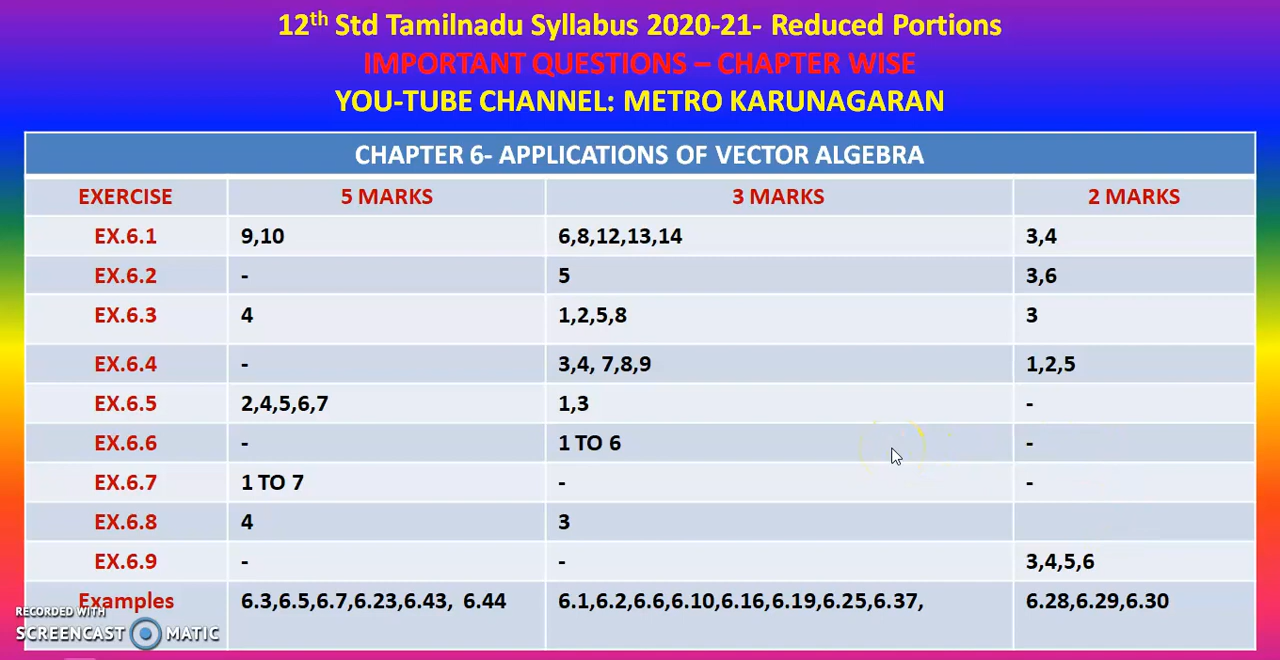 12th Std Tamilnadu Syllabus 2020-21- Reduced Portions
IMPORTANT QUESTIONS – CHAPTER WISE
YOU-TUBE CHANNEL: METRO KARUNAGARAN
CHAPTER 6- APPLICATIONS OF VECTOR ALGEBRA
EXERCISE 5 MARKS 3 MARKS 2 MARKS
EX.6.1 9,10 6,8,12,13,14 3,4
EX.6.2 - 5 3,6
EX.6.3 4 1,2,5,8 3
EX.6.4 - 3,4, 7,8,9 1,2,5
EX.6.5 2,4,5,6,7 1,3 -
EX.6.6 - 1 TO 6 -
EX.6.7 1 TO 7 - -
EX.6.8 4 3
EX.6.9 - - 3,4,5,6
Examples 6.3,6.5,6.7,6.23,6.43, 6.44 6.1,6.2,6.6,6.10,6.16,6.19,6.25,6.37, 6.28,6.29,6.30
RECORDED WITH
SCREENCAST MATIC